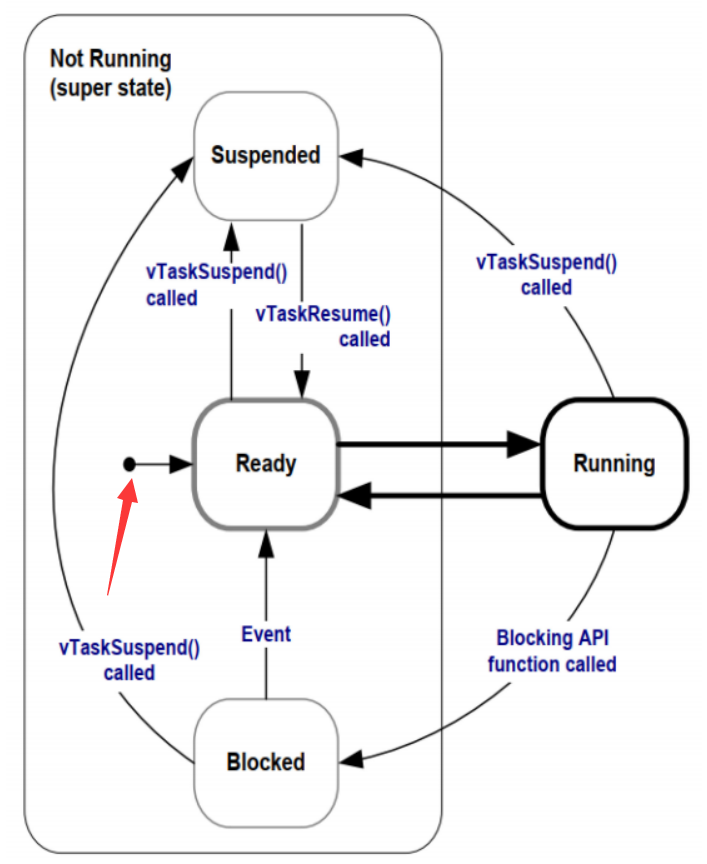 Not Running
(super state)
Suspended
vTaskSuspend()
called
vTaskResume()
called
vTaskSuspend()
called
Ready
Running
Event
vTaskSuspend()
called
Blocking API
function called
Blocked